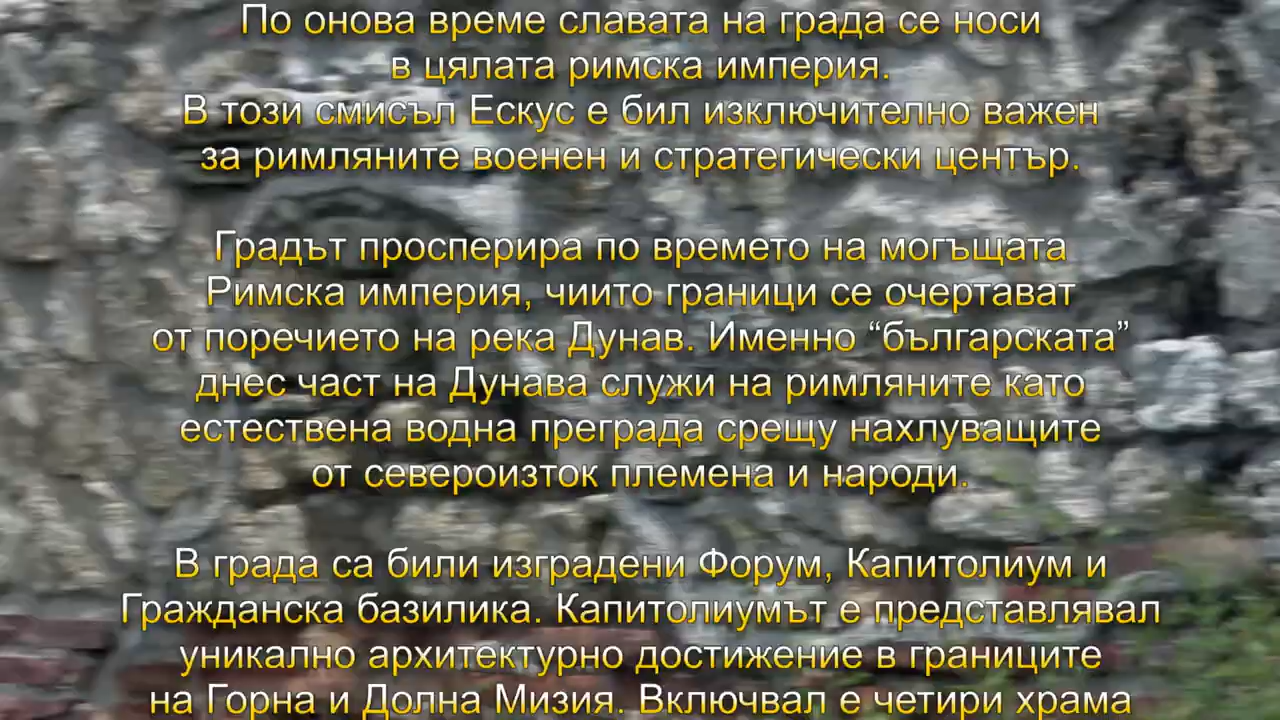 По онова време славата на града се носи
в цялата римска империя.
В този смисъл Ескус е бил изключително важен
за римляните военен и стратегически център.
Градът просперира по времето на могъщата
Римска империя, чиито граници се очертават
от поречието на река Дунав. Именно “българската”
днес част на Дунава служи на римляните като
естествена водна преграда срещу нахлуващите
от североизток племена и народи.
В града са били изградени Форум, Капитолиум и
Гражданска базилика. Капитолиумът е представлявал
уникално архитектурно достижение в границите
на Горна и Долна Мизия. Включвал е четири храма